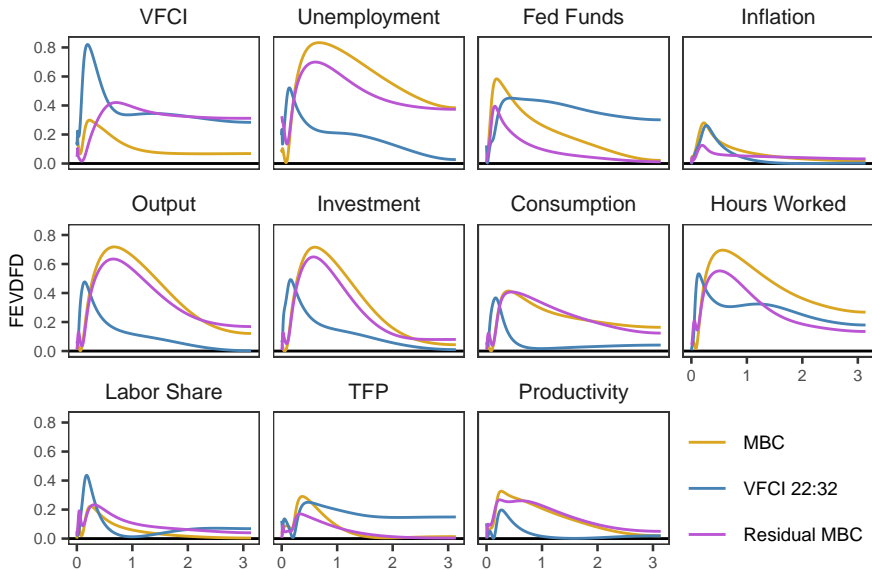 VFCI Unemployment Fed Funds Inflation
0.8
0.6
0.4
0.2
0.0
Output Investment Consumption Hours Worked
FEVDFD
0.8
0.6
0.4
0.2
0.0
0 1 2 3
Labor Share TFP Productivity
0.8
0.6
0.4
0.2
0.0
0 1 2 3 0 1 2 3 0 1 2 3
MBC
VFCI 22:32
Residual MBC